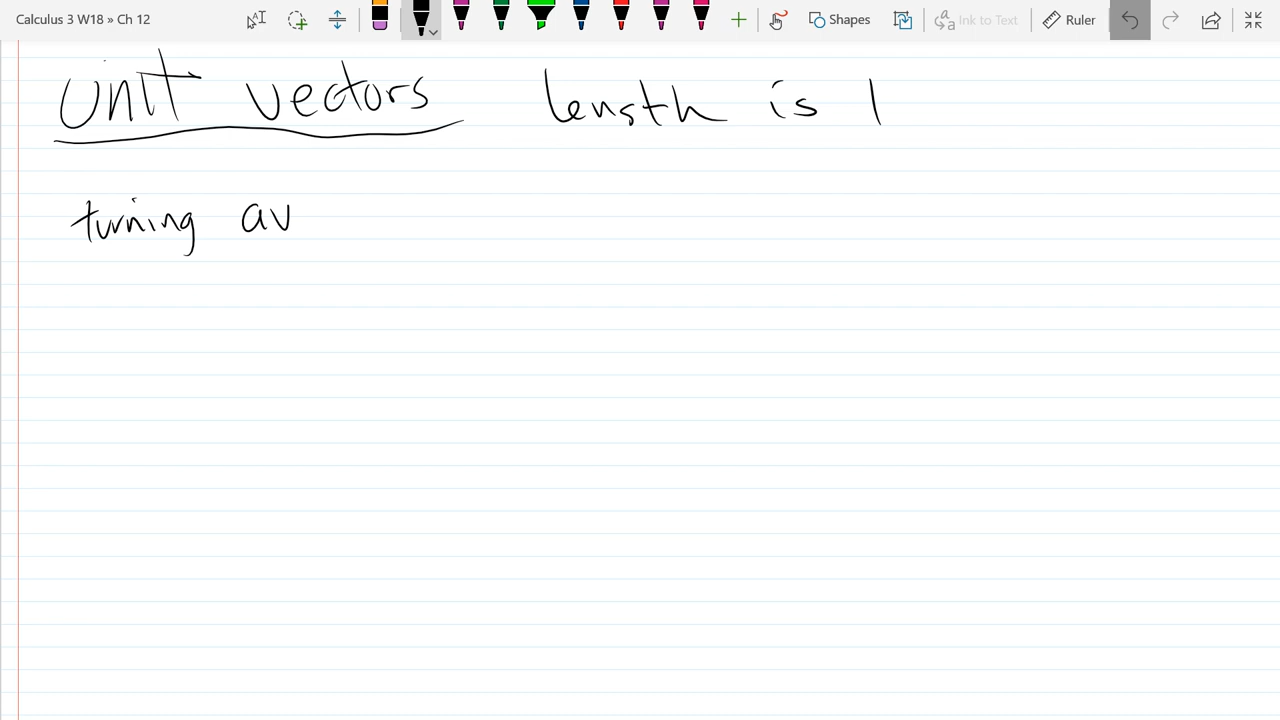 Calculus 3 W18 » Ch 12 Shapes Ink to Text Ruler
Unit vectors length is 1
turning av